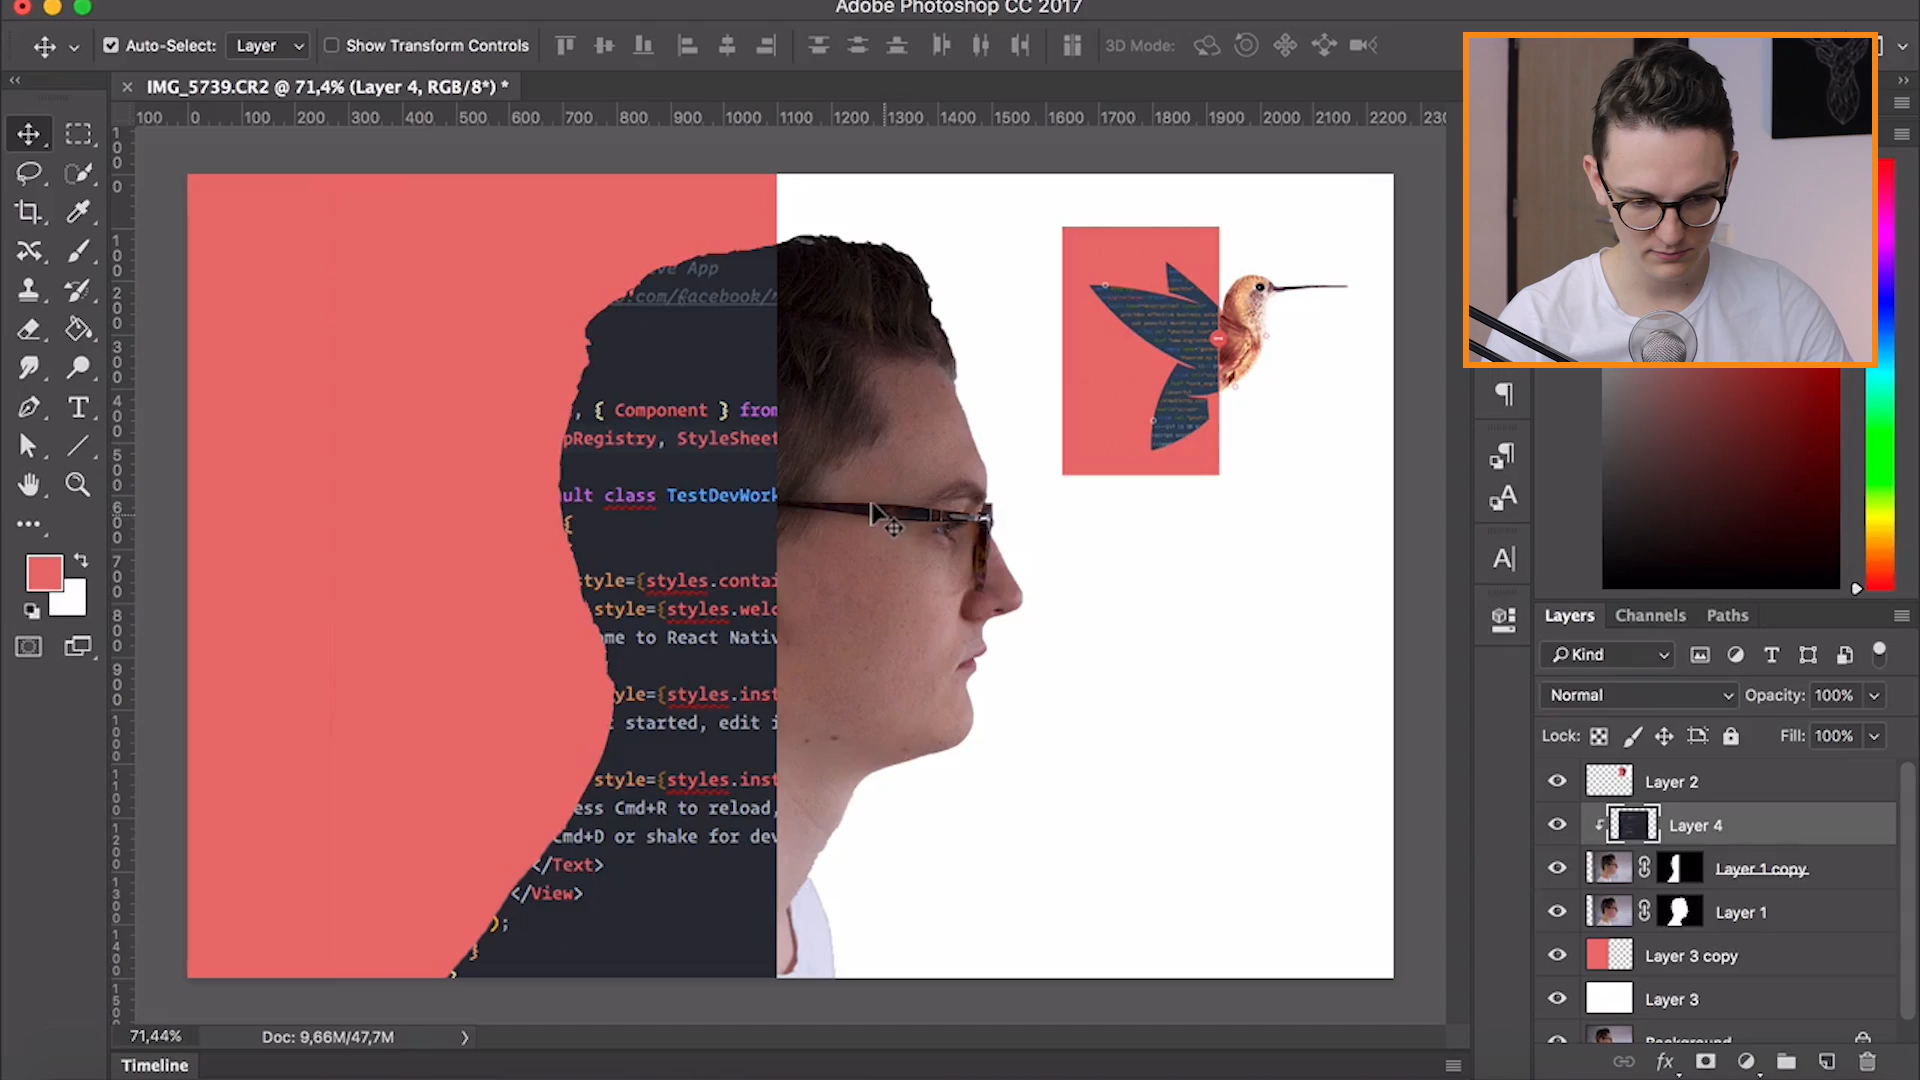 Adobe Photoshop CC 2017
Auto-Select: Layer Show Transform Controls 3D Mode:
IMG_5739.CR2 @ 71,4% (Layer 4, RGB/8*) *
100 0 100 200 300 400 500 600 700 800 900 1000 1100 1200 1300 1400 1500 1600 1700 1800 1900 2000 2100 2200 230
ve App
.com/facebook/
, { Component } from
pRegistry, StyleSheet
ult class TestDevWork
{
style={styles.contai
style={styles.welc
me to React Nativ
yle={styles.inst
t started, edit i
style={styles.inst
ess Cmd+R to reload,
Cmd+D or shake for dev
</Text>
</View>
);
}
Layers Channels Paths
Kind
Normal Opacity: 100%
Lock: Fill: 100%
Layer 2
Layer 4
Layer 1 copy
Layer 1
Layer 3 copy
Layer 3
Background
71,44% Doc: 9,66M/47,7M
Timeline